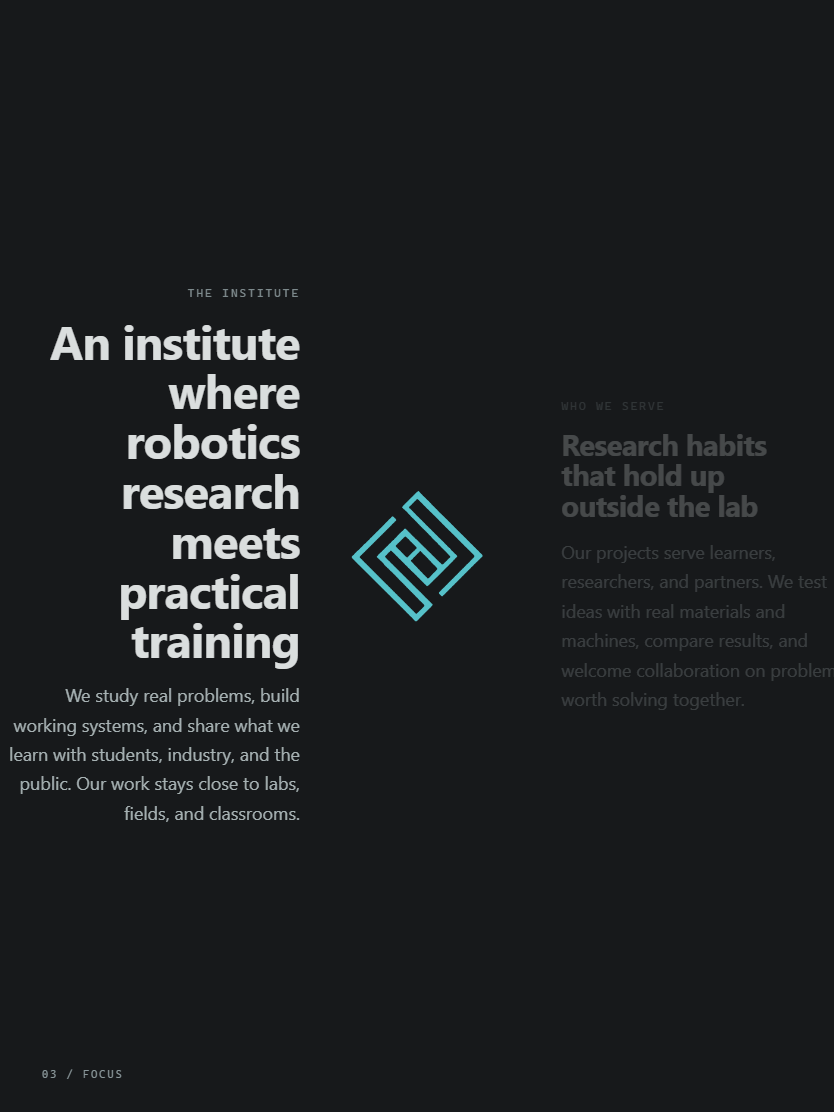 THE INSTITUTE
An institute
where
robotics
research
meets
practical
training
We study real problems, build
working systems, and share what we
learn with students, industry, and the
public. Our work stays close to labs,
fields, and classrooms.
WHO WE SERVE
Research habits
that hold up
outside the lab
Our projects serve learners,
researchers, and partners. We test
ideas with real materials and
machines, compare results, and
welcome collaboration on problem
worth solving together.
03 / FOCUS